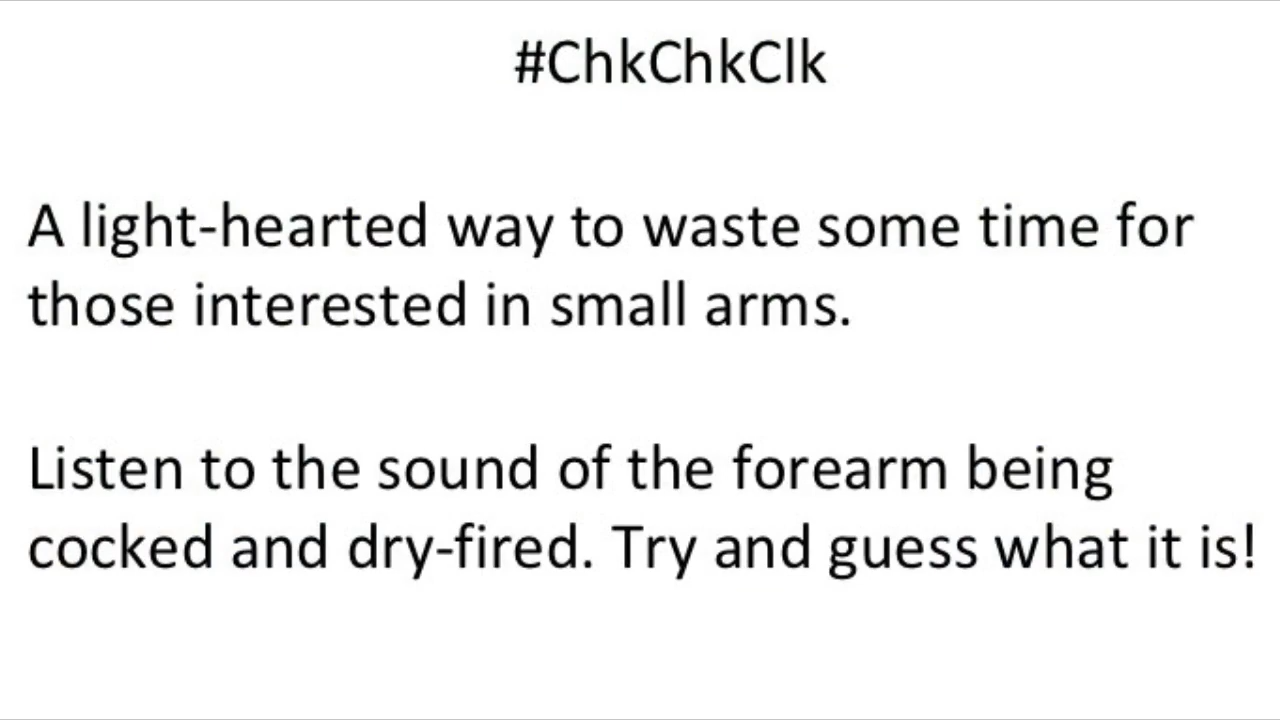 #ChkChkClk
A light-hearted way to waste some time for
those interested in small arms.
Listen to the sound of the forearm being
cocked and dry-fired. Try and guess what it is!